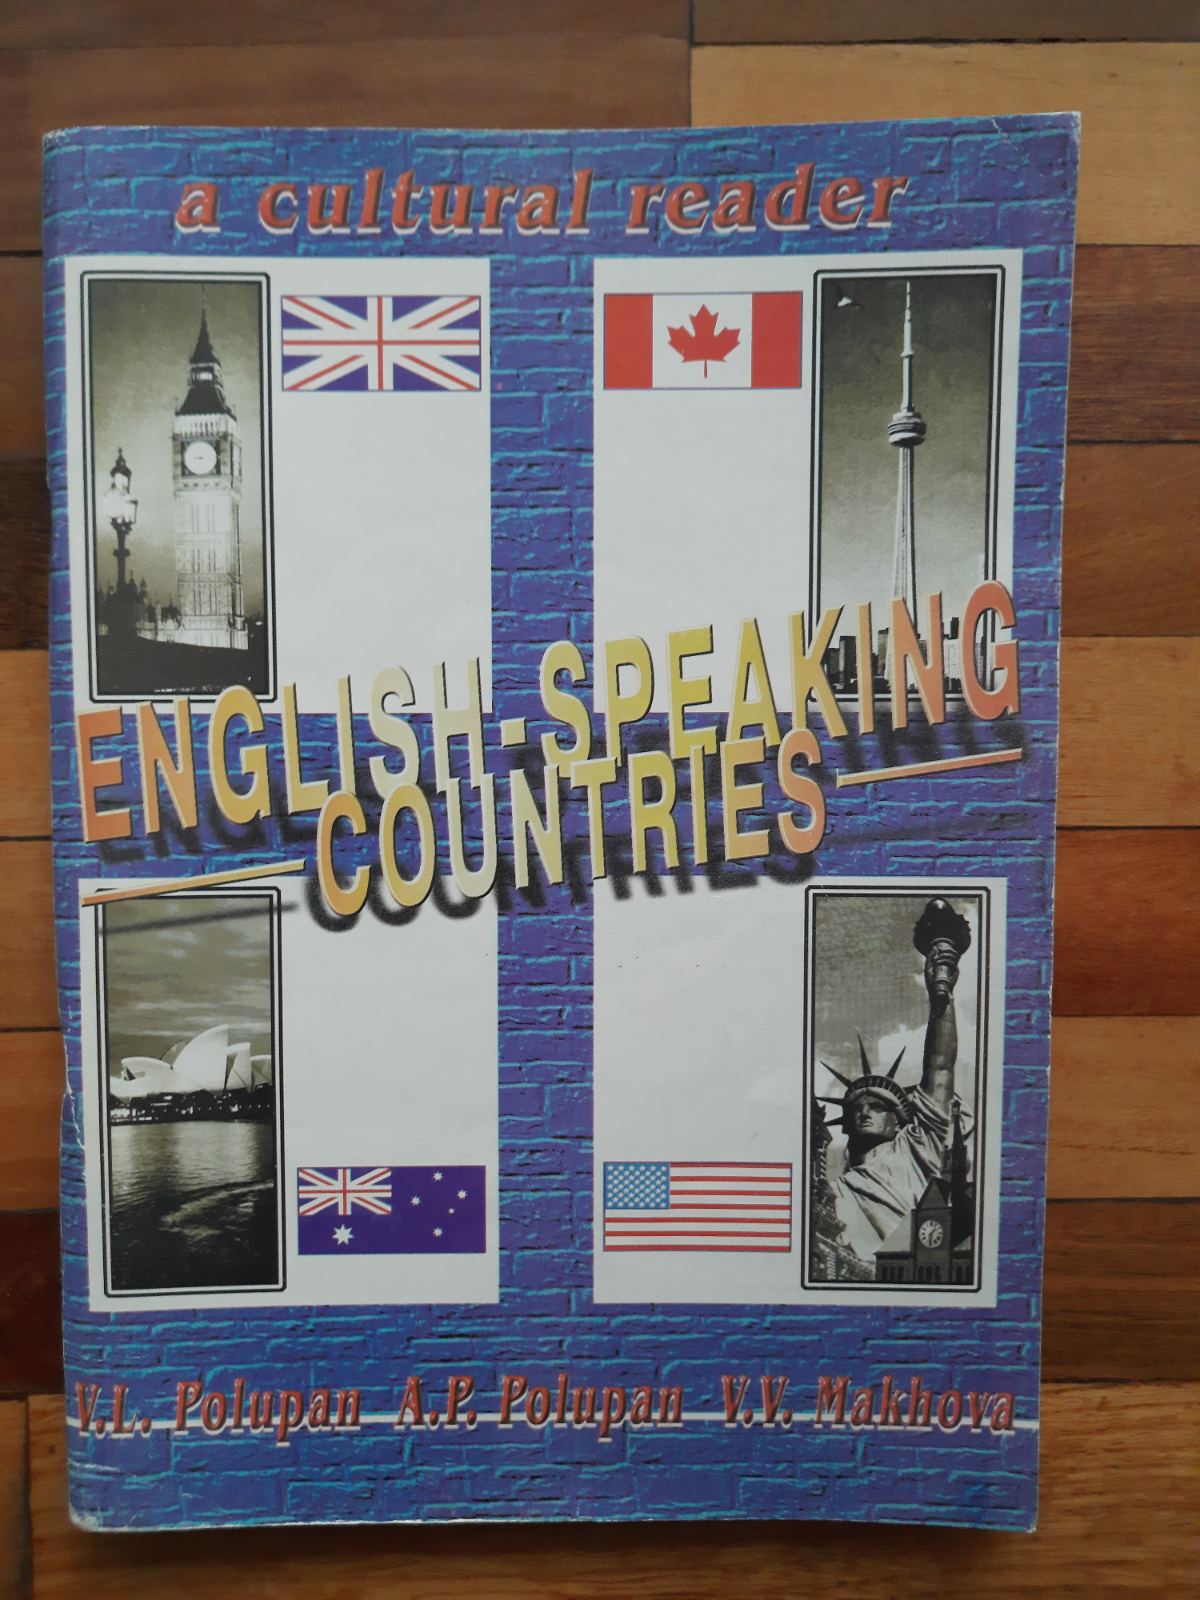 a cultural reader
ENGLISH-SPEAKING
COUNTRIES
V.L. Polupan A.P. Polupan V.V. Makhova